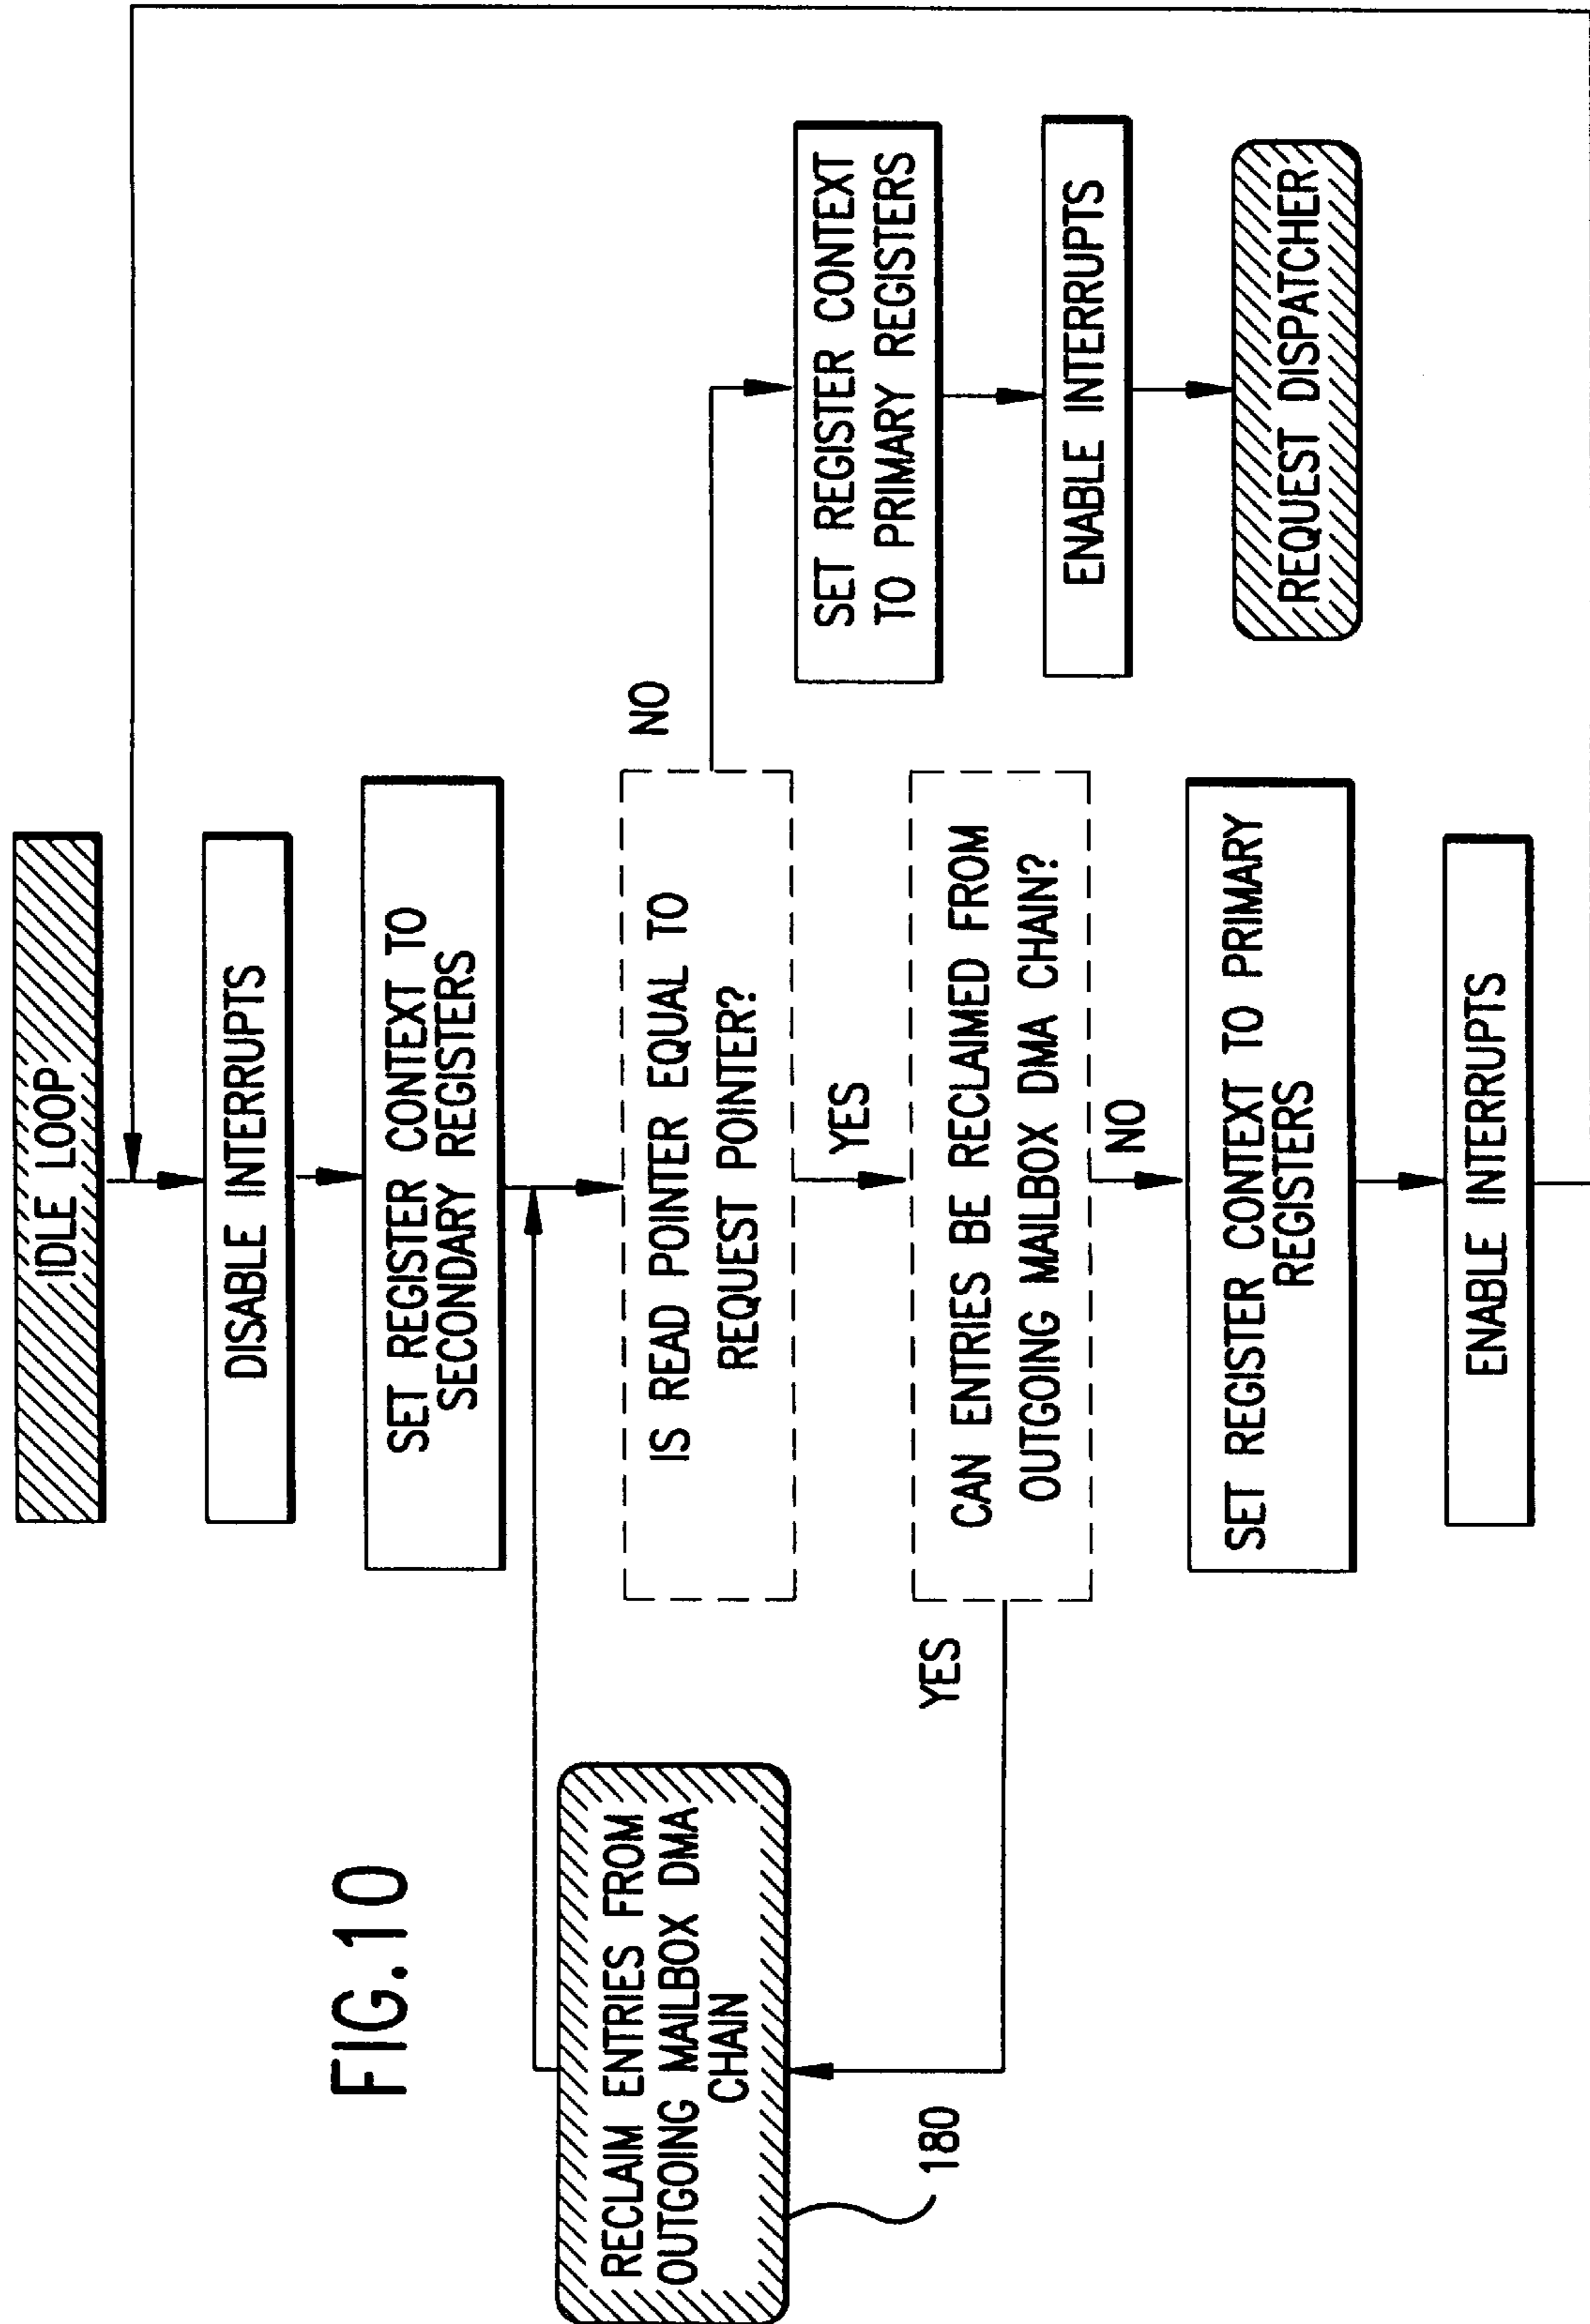 FIG.10
IDLE LOOP
DISABLE INTERRUPTS
SET REGISTER CONTEXT TO
SECONDARY REGISTERS
IS READ POINTER EQUAL TO
REQUEST POINTER?
NO
SET REGISTER CONTEXT
TO PRIMARY REGISTERS
ENABLE INTERRUPTS
REQUEST DISPATCHER
YES
CAN ENTRIES BE RECLAIMED FROM
OUTGOING MAILBOX DMA CHAIN?
YES
RECLAIM ENTRIES FROM
OUTGOING MAILBOX DMA
CHAIN
180
NO
SET REGISTER CONTEXT TO PRIMARY
REGISTERS
ENABLE INTERRUPTS